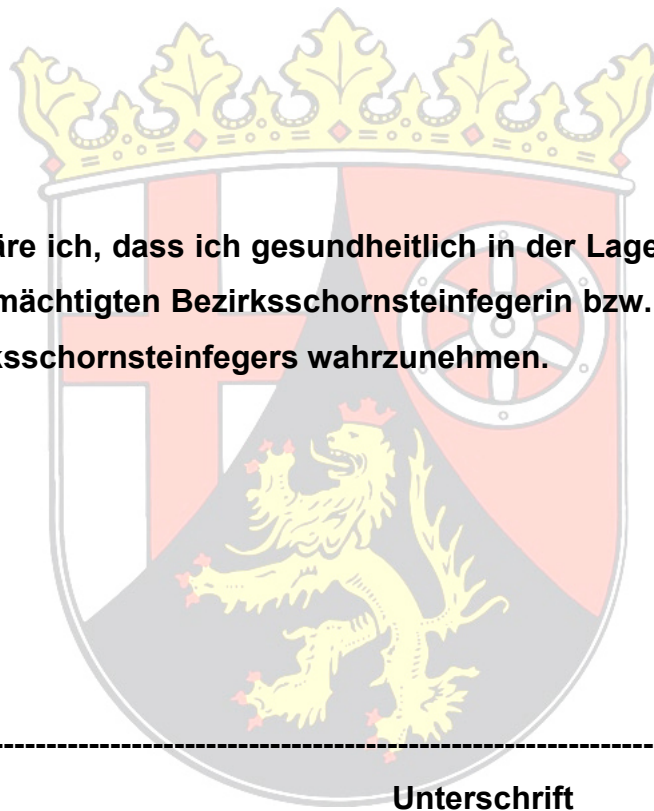 äre ich, dass ich gesundheitlich in der Lage
mächtigten Bezirksschornsteinfegerin bzw.
ksschornsteinfegers wahrzunehmen.
---------------------------------------------------------------------
Unterschrift